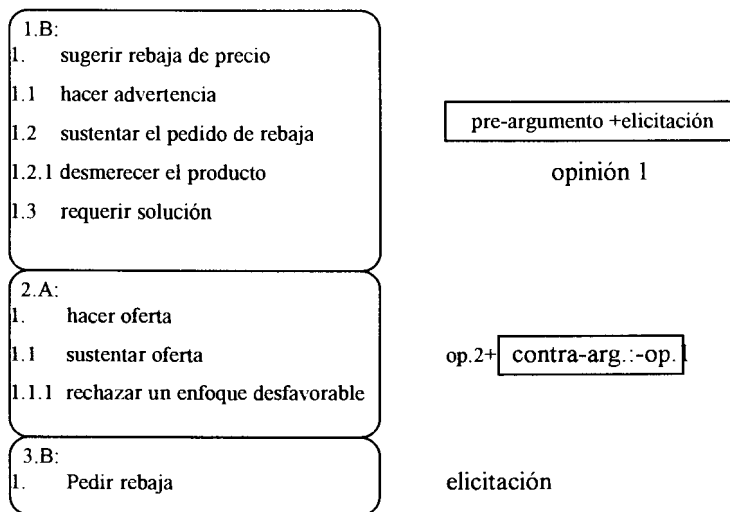 1.B:
1. sugerir rebaja de precio
1.1 hacer advertencia
1.2 sustentar el pedido de rebaja
1.2.1 desmerecer el producto
1.3 requerir solución
pre-argumento +elicitación
opinión 1
2.A:
1. hacer oferta
1.1 sustentar oferta
1.1.1 rechazar un enfoque desfavorable
op.2+ contra-arg.:-op.1
3.B:
1. Pedir rebaja
elicitación